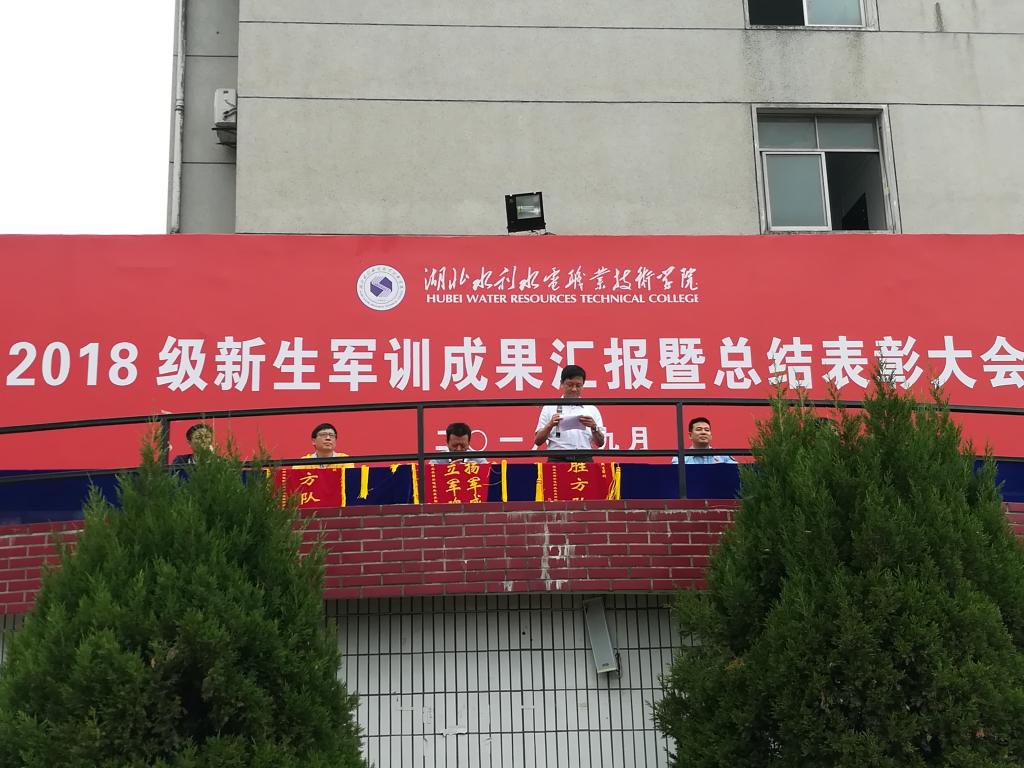 湖北水利水电职业技术学院
HUBEI WATER RESOURCES TECHNICAL COLLEGE
2018级新生军训成果汇报暨总结表彰大会
二〇一 九月
方队
扬军威
立军
胜方队